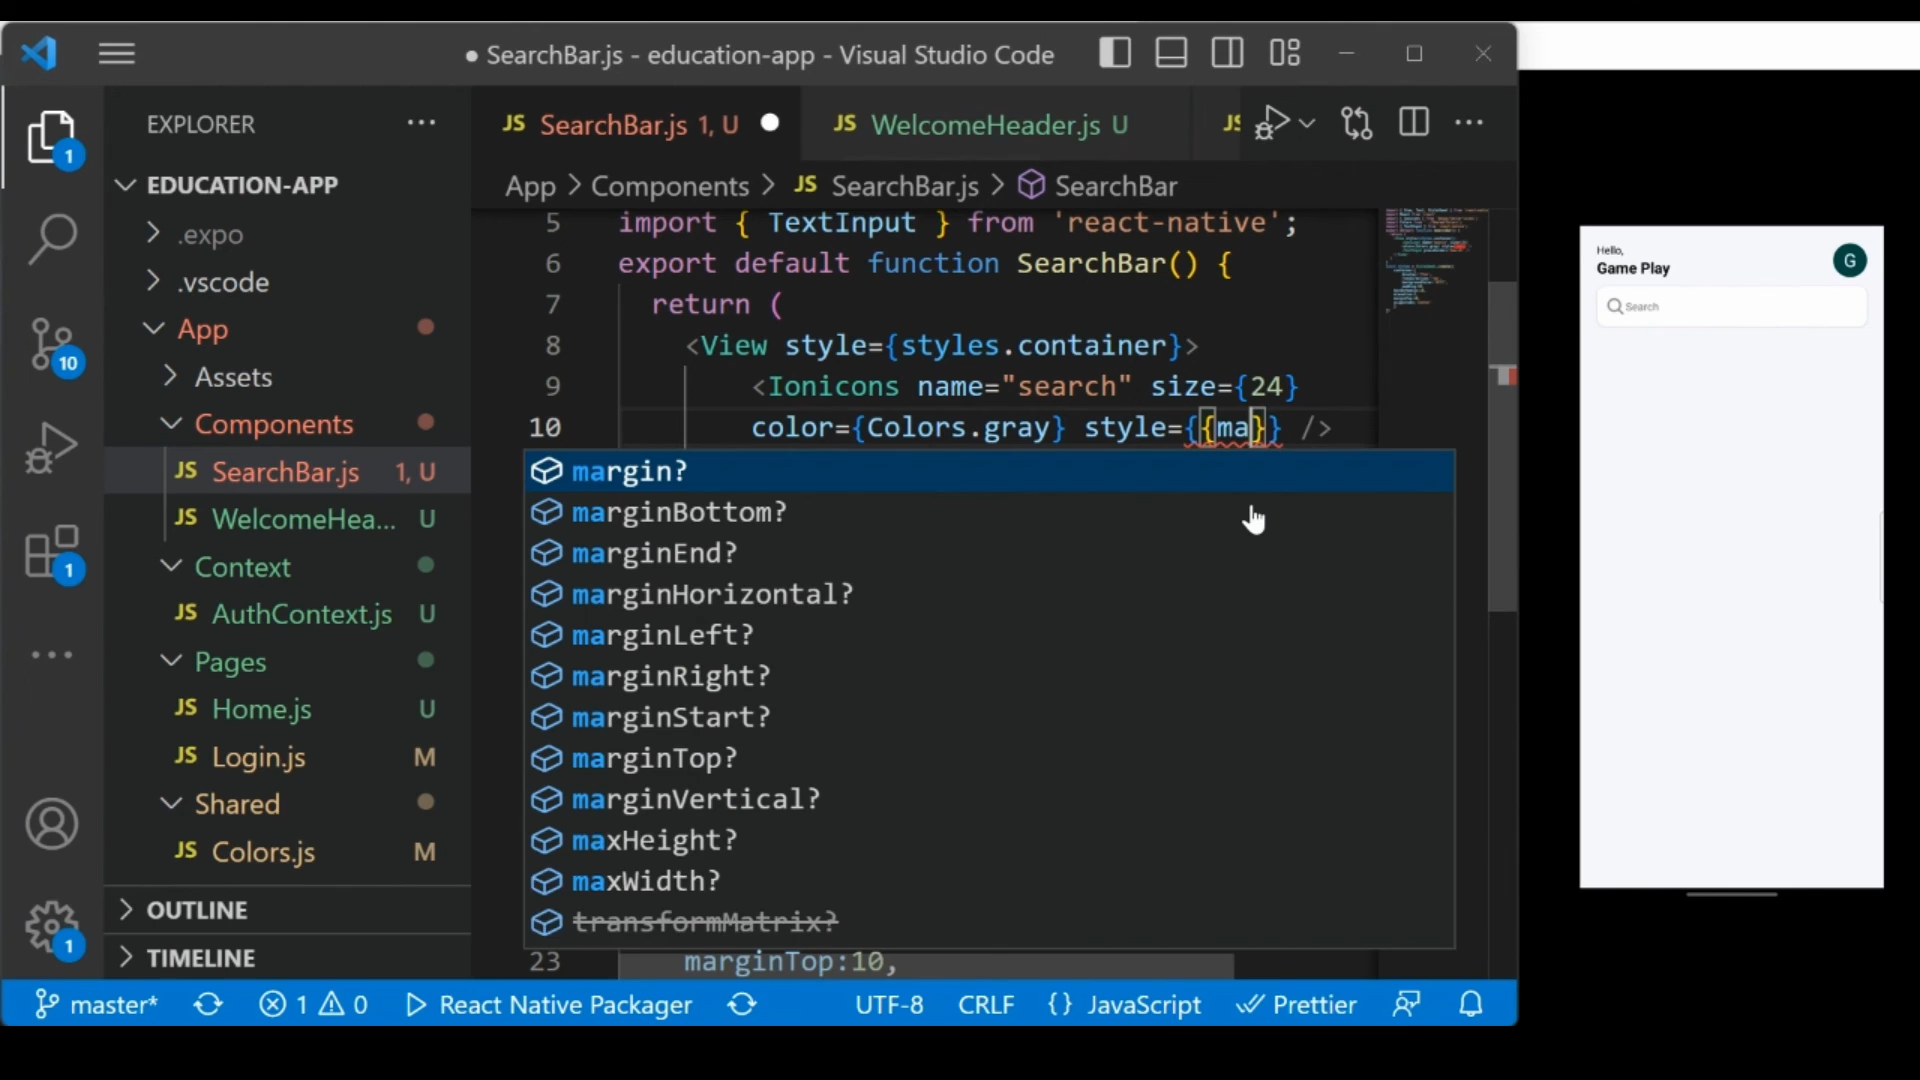 ● SearchBar.js - education-app - Visual Studio Code
EXPLORER
EDUCATION-APP
.expo
.vscode
App
Assets
Components
JS SearchBar.js 1, U
JS WelcomeHea... U
Context
JS AuthContext.js U
Pages
JS Home.js U
JS Login.js M
Shared
JS Colors.js M
OUTLINE
TIMELINE
1
10
1
1
JS SearchBar.js 1, U
JS WelcomeHeader.js U
JS
App > Components > JS SearchBar.js > SearchBar
5 import { TextInput } from 'react-native';
6 export default function SearchBar() {
7 return (
8 <View style={styles.container}>
9 <Ionicons name="search" size={24}
10 color={Colors.gray} style={{ma}} />
margin?
marginBottom?
marginEnd?
marginHorizontal?
marginLeft?
marginRight?
marginStart?
marginTop?
marginVertical?
maxHeight?
maxWidth?
transformMatrix?
23 marginTop:10,
master* 1 0 React Native Packager UTF-8 CRLF {} JavaScript Prettier
Hello,
Game Play
G
Search